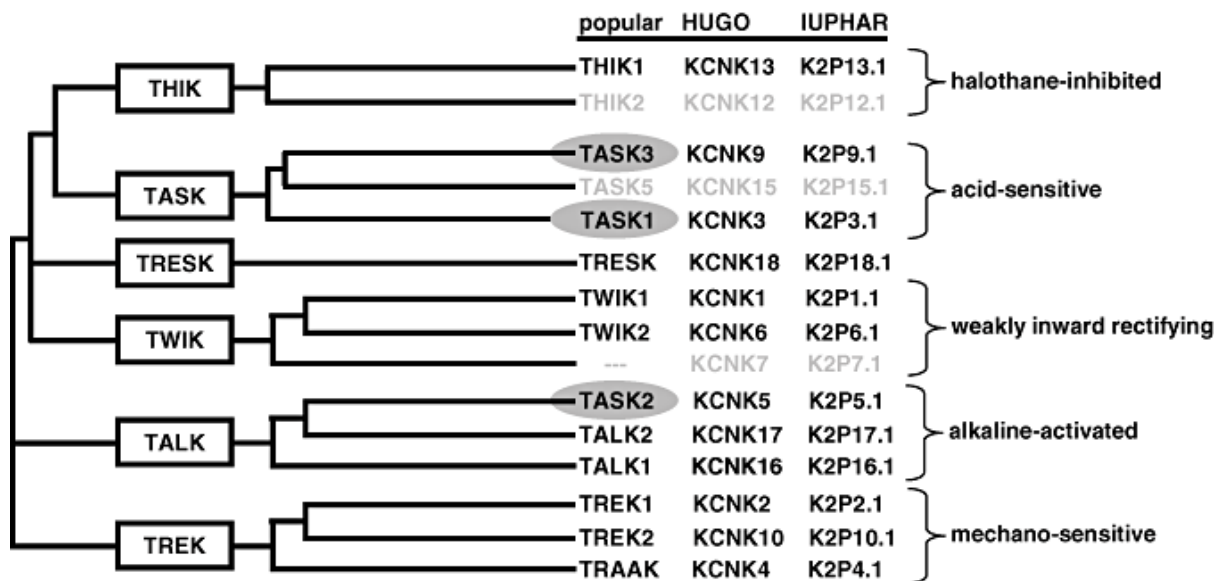 popular HUGO IUPHAR
THIK THIK1 KCNK13 K2P13.1 halothane-inhibited
THIK2 KCNK12 K2P12.1
TASK3 KCNK9 K2P9.1
TASK TASK5 KCNK15 K2P15.1 acid-sensitive
TASK1 KCNK3 K2P3.1
TRESK TRESK KCNK18 K2P18.1
TWIK1 KCNK1 K2P1.1
TWIK TWIK2 KCNK6 K2P6.1 weakly inward rectifying
--- KCNK7 K2P7.1
TASK2 KCNK5 K2P5.1
TALK TALK2 KCNK17 K2P17.1 alkaline-activated
TALK1 KCNK16 K2P16.1
TREK1 KCNK2 K2P2.1
TREK TREK2 KCNK10 K2P10.1 mechano-sensitive
TRAAK KCNK4 K2P4.1